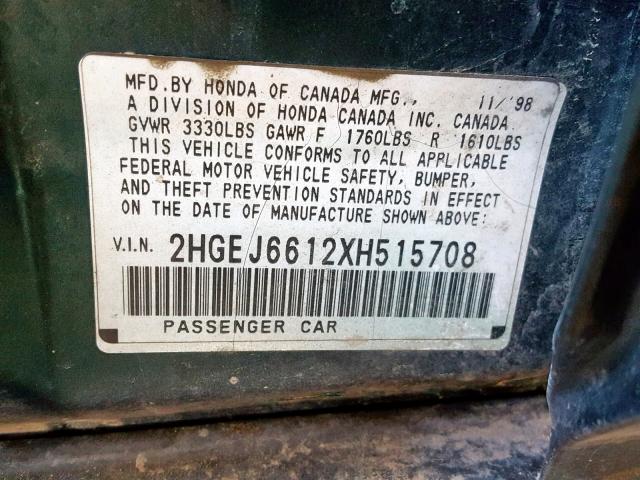 MFD.BY HONDA OF CANADA MFG., 11/'98
A DIVISION OF HONDA CANADA INC. CANADA
GVWR 3330LBS GAWR F 1760LBS R 1610LBS
THIS VEHICLE CONFORMS TO ALL APPLICABLE
FEDERAL MOTOR VEHICLE SAFETY, BUMPER,
AND THEFT PREVENTION STANDARDS IN EFFECT
ON THE DATE OF MANUFACTURE SHOWN ABOVE:
V.I.N. 2HGEJ6612XH515708
PASSENGER CAR